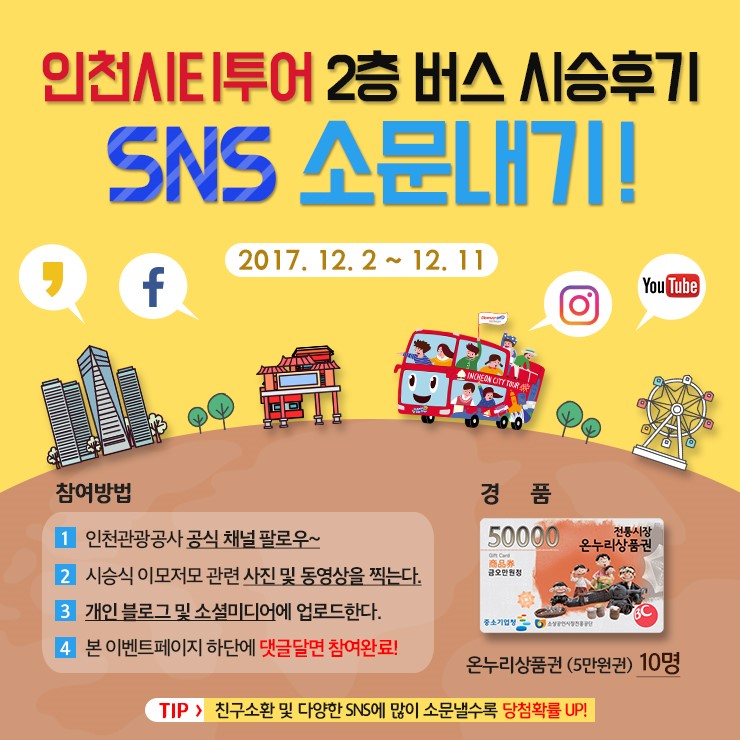 인천시티투어 2층 버스 시승후기
SNS 소문내기!
2017. 12. 2 ~ 12. 11
f
YouTube
INCHEON CITY TOUR
참여방법
1 인천관광공사 공식 채널 팔로우~
2 시승식 이모저모 관련 사진 및 동영상을 찍는다.
3 개인 블로그 및 소셜미디어에 업로드한다.
4 본 이벤트페이지 하단에 댓글달면 참여완료!
경 품
50000
Gift Card
商品券
금오만원정
전통시장
온누리상품권
중소기업청
소상공인시장진흥공단
BC
온누리상품권 (5만원권) 10명
TIP > 친구소환 및 다양한 SNS에 많이 소문낼수록 당첨확률 UP!